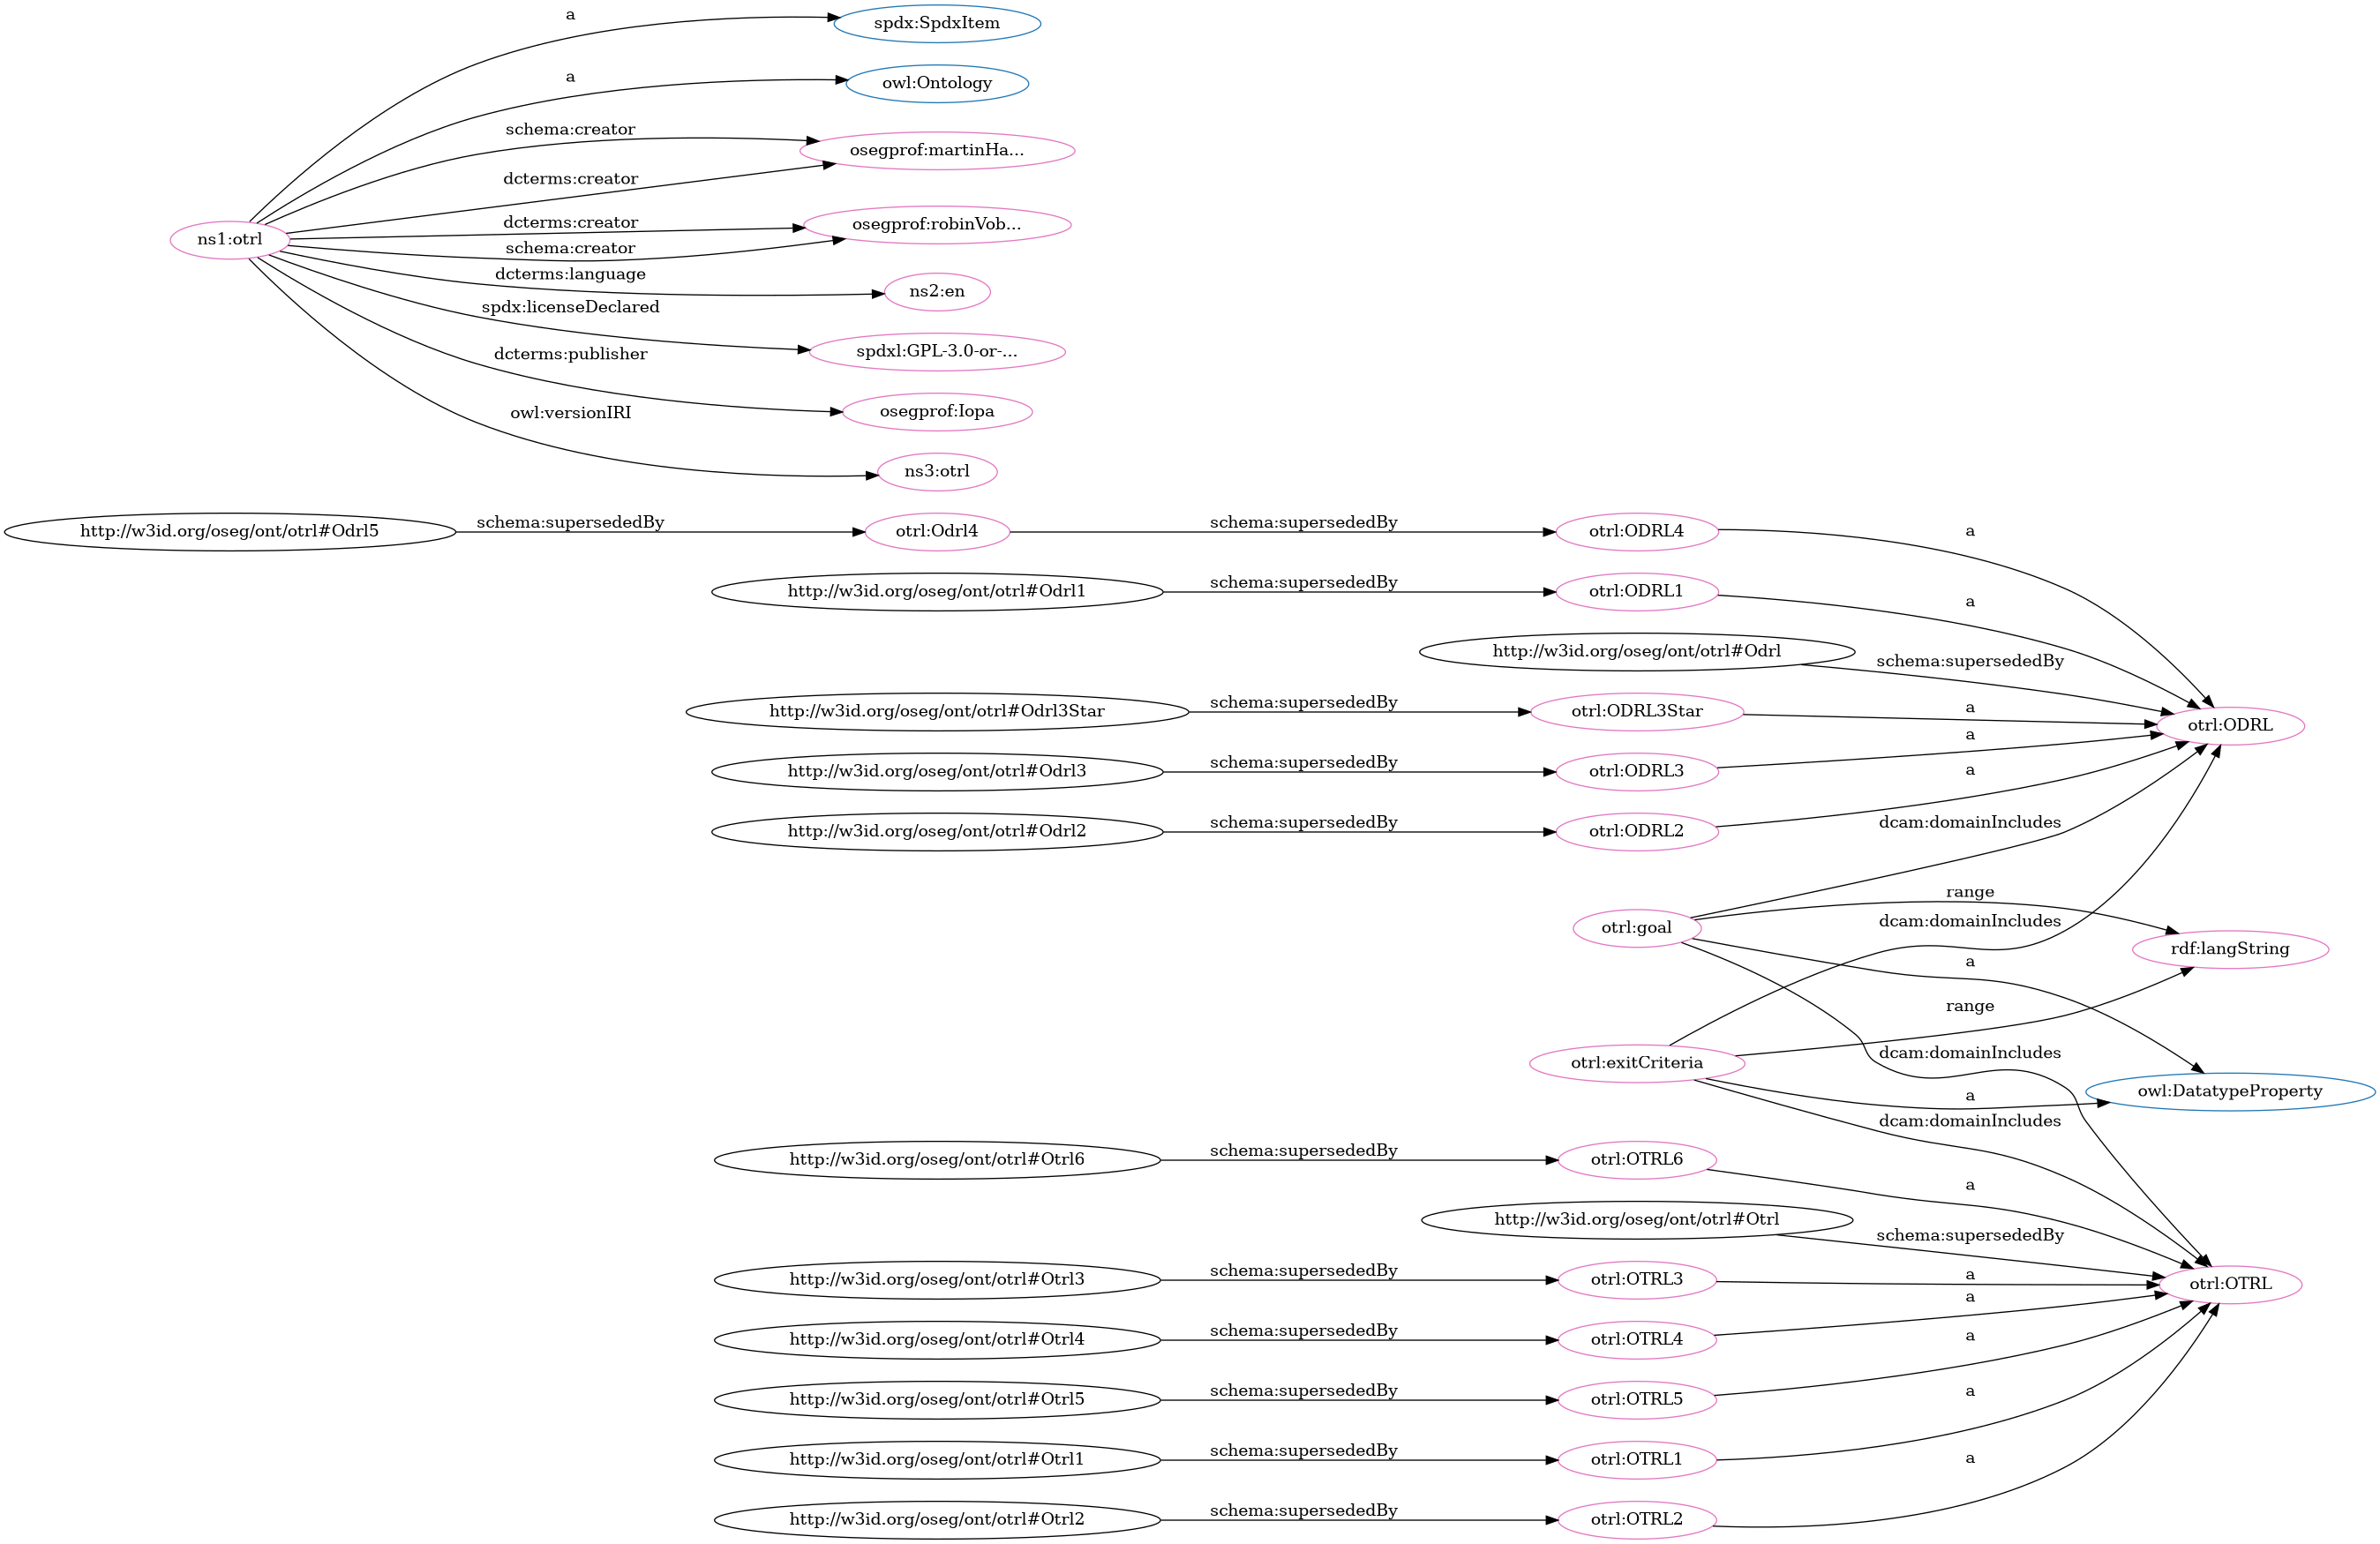 a
spdx:SpdxItem
a
owl:Ontology
schema:creator
osegprof:martinHa...
dcterms:creator
dcterms:creator
osegprof:robinVob...
ns1:otrl
schema:creator
dcterms:language
ns2:en
spdx:licenseDeclared
spdxl:GPL-3.0-or-...
dcterms:publisher
osegprof:Iopa
owl:versionIRI
ns3:otrl
http://w3id.org/oseg/ont/otrl#Odrl5
schema:supersededBy
otrl:Odrl4
schema:supersededBy
otrl:ODRL4
a
http://w3id.org/oseg/ont/otrl#Odrl1
schema:supersededBy
otrl:ODRL1
a
http://w3id.org/oseg/ont/otrl#Odrl
schema:supersededBy
http://w3id.org/oseg/ont/otrl#Odrl3Star
schema:supersededBy
otrl:ODRL3Star
a
otrl:ODRL
http://w3id.org/oseg/ont/otrl#Odrl3
schema:supersededBy
otrl:ODRL3
a
http://w3id.org/oseg/ont/otrl#Odrl2
schema:supersededBy
otrl:ODRL2
a
dcam:domainIncludes
otrl:goal
range
dcam:domainIncludes
rdf:langString
a
range
otrl:exitCriteria
dcam:domainIncludes
owl:DatatypeProperty
a
dcam:domainIncludes
http://w3id.org/oseg/ont/otrl#Otrl6
schema:supersededBy
otrl:OTRL6
a
http://w3id.org/oseg/ont/otrl#Otrl
schema:supersededBy
http://w3id.org/oseg/ont/otrl#Otrl3
schema:supersededBy
otrl:OTRL3
a
otrl:OTRL
http://w3id.org/oseg/ont/otrl#Otrl4
schema:supersededBy
otrl:OTRL4
a
http://w3id.org/oseg/ont/otrl#Otrl5
schema:supersededBy
otrl:OTRL5
a
http://w3id.org/oseg/ont/otrl#Otrl1
schema:supersededBy
otrl:OTRL1
a
http://w3id.org/oseg/ont/otrl#Otrl2
schema:supersededBy
otrl:OTRL2
a